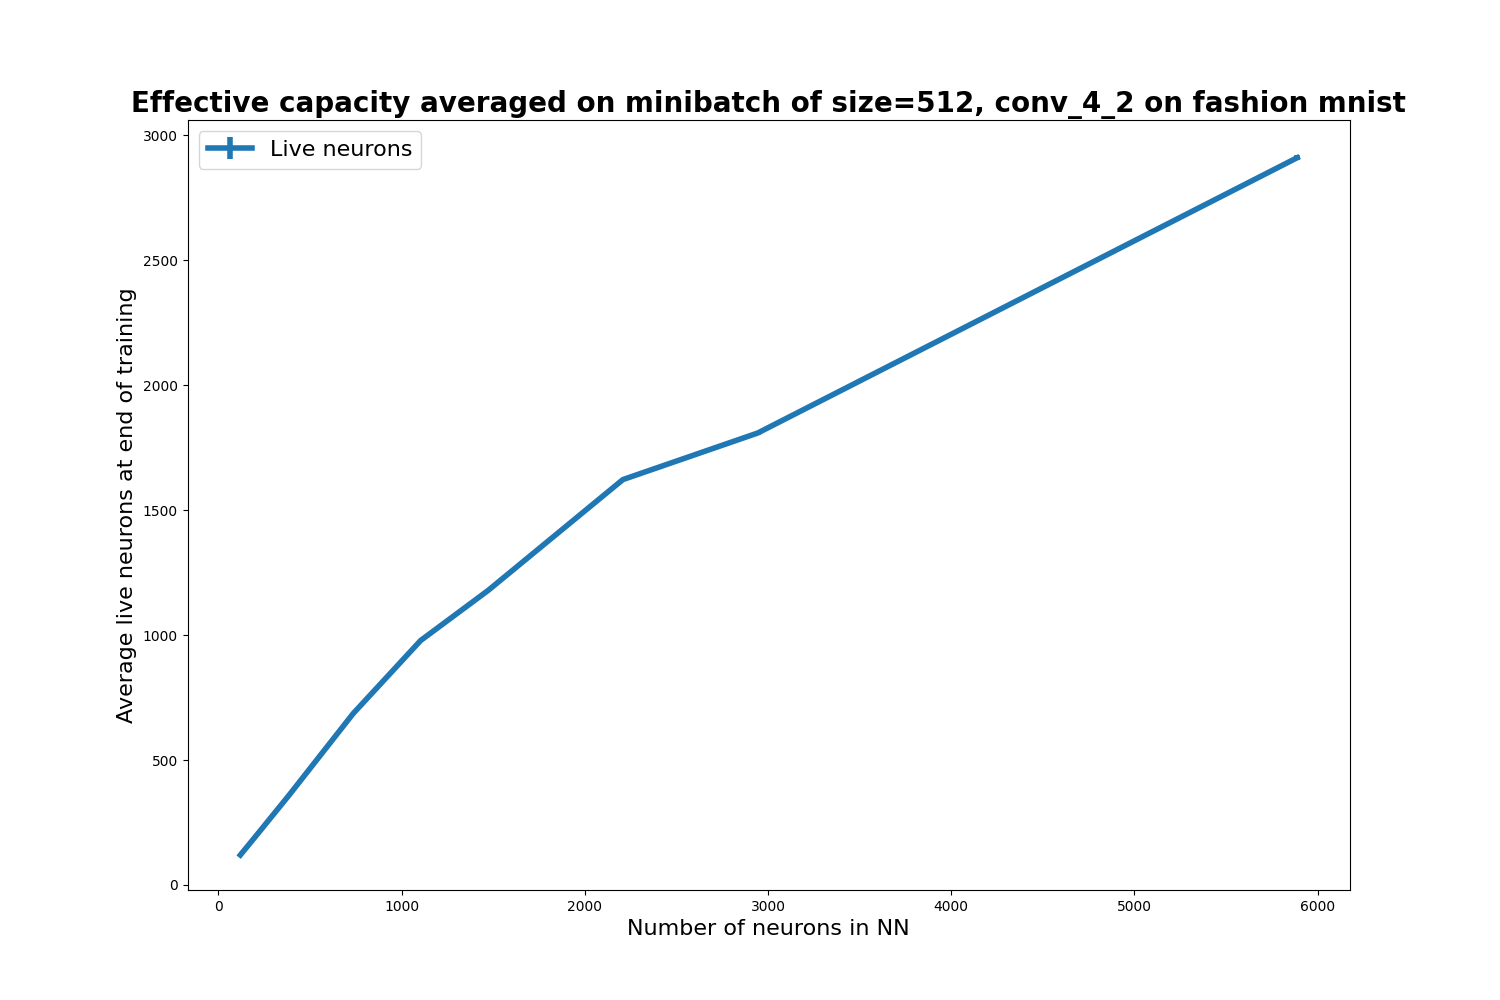 Effective capacity averaged on minibatch of size=512, conv_4_2 on fashion mnist
Live neurons
3000
2500
2000
1500
1000
500
0
Average live neurons at end of training
0 1000 2000 3000 4000 5000 6000
Number of neurons in NN